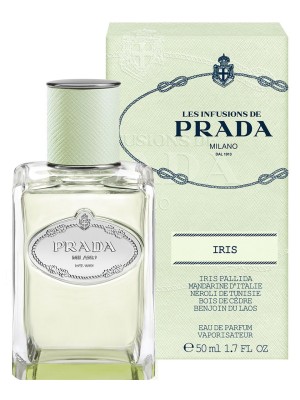 LES INFUSIONS DE
PRADA
MILANO
DAL 1913
IRIS
IRIS PALLIDA
MANDARINE D'ITALIE
NÉROLI DE TUNISIE
BOIS DE CÈDRE
BENJOIN DU LAOS
EAU DE PARFUM
VAPORISATEUR
e 50 ml 1.7 FL OZ
PRADA